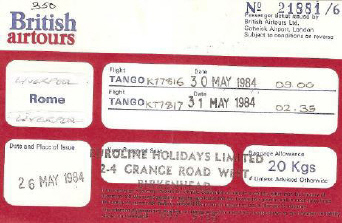 350
British
airtours
No 21881/6
Passenger ticket issued by
British Airtours Ltd.
Gatwick Airport, London
Subject to conditions on reverse
LIVERPOOL
Rome
LIVERPOOL
Flight Date
TANGO KT7816 30 MAY 1984 09.00
Flight Date
TANGO KT7817 31 MAY 1984 02.35
Date and Place of Issue
26 MAY 1984
EUROLINE HOLIDAYS LIMITED
2-4 GRANGE ROAD WEST,
BIRKENHEAD
Baggage Allowance
20 Kgs
Unless Advised Otherwise